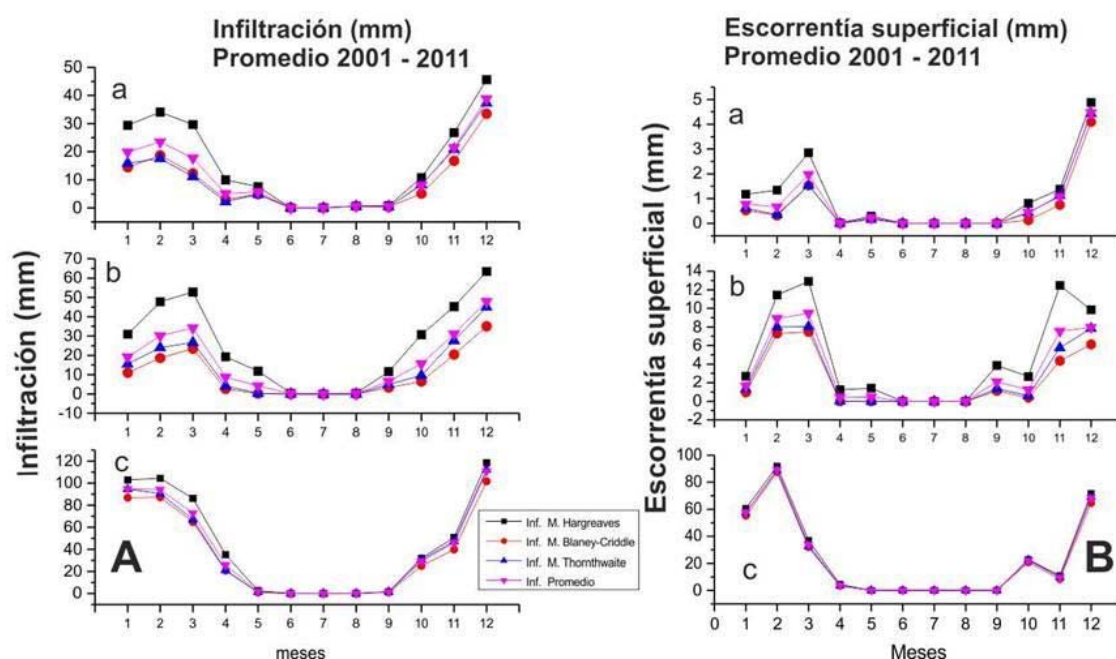 Infiltración (mm)
Promedio 2001 - 2011
Escorrentía superficial (mm)
Promedio 2001 - 2011
Infiltración (mm)
a
50
40
30
20
10
0
1 2 3 4 5 6 7 8 9 10 11 12
b
70
60
50
40
30
20
10
0
-10
1 2 3 4 5 6 7 8 9 10 11 12
c
120
100
80
60
40
20
0
A
Inf. M. Hargreaves
Inf. M. Blaney-Criddle
Inf. M. Thornthwaite
Inf. Promedio
1 2 3 4 5 6 7 8 9 10 11 12
meses
Escorrentía superficial (mm)
a
5
4
3
2
1
0
1 2 3 4 5 6 7 8 9 10 11 12
b
14
12
10
8
6
4
2
0
-2
1 2 3 4 5 6 7 8 9 10 11 12
100
80
60
40
20
0
c
B
0 1 2 3 4 5 6 7 8 9 10 11 12
Meses